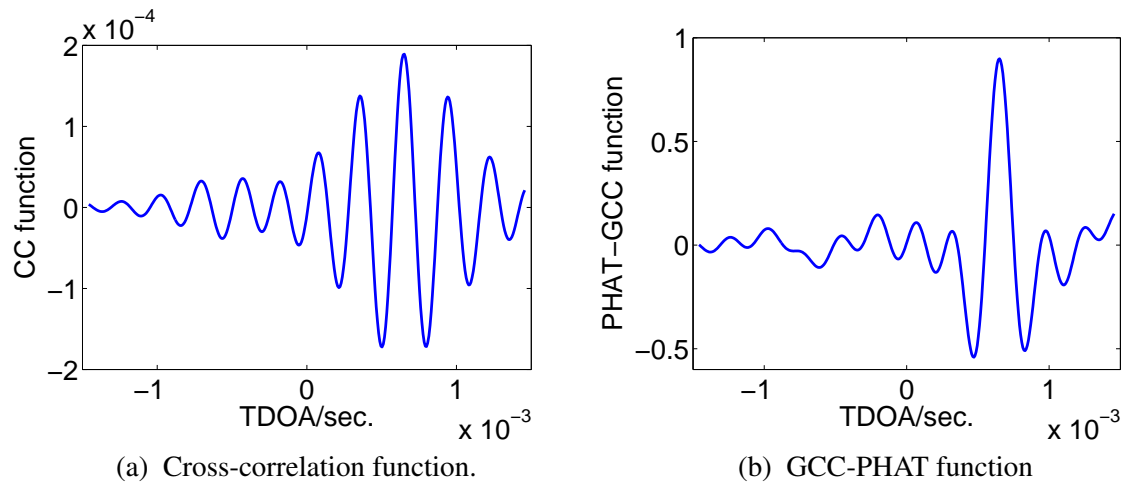 x 10⁻⁴
2
1
0
−1
−2
CC function
−1 0 1
TDOA/sec.
x 10⁻³
(a) Cross-correlation function.
1
0.5
0
−0.5
PHAT−GCC function
−1 0 1
TDOA/sec.
x 10⁻³
(b) GCC-PHAT function